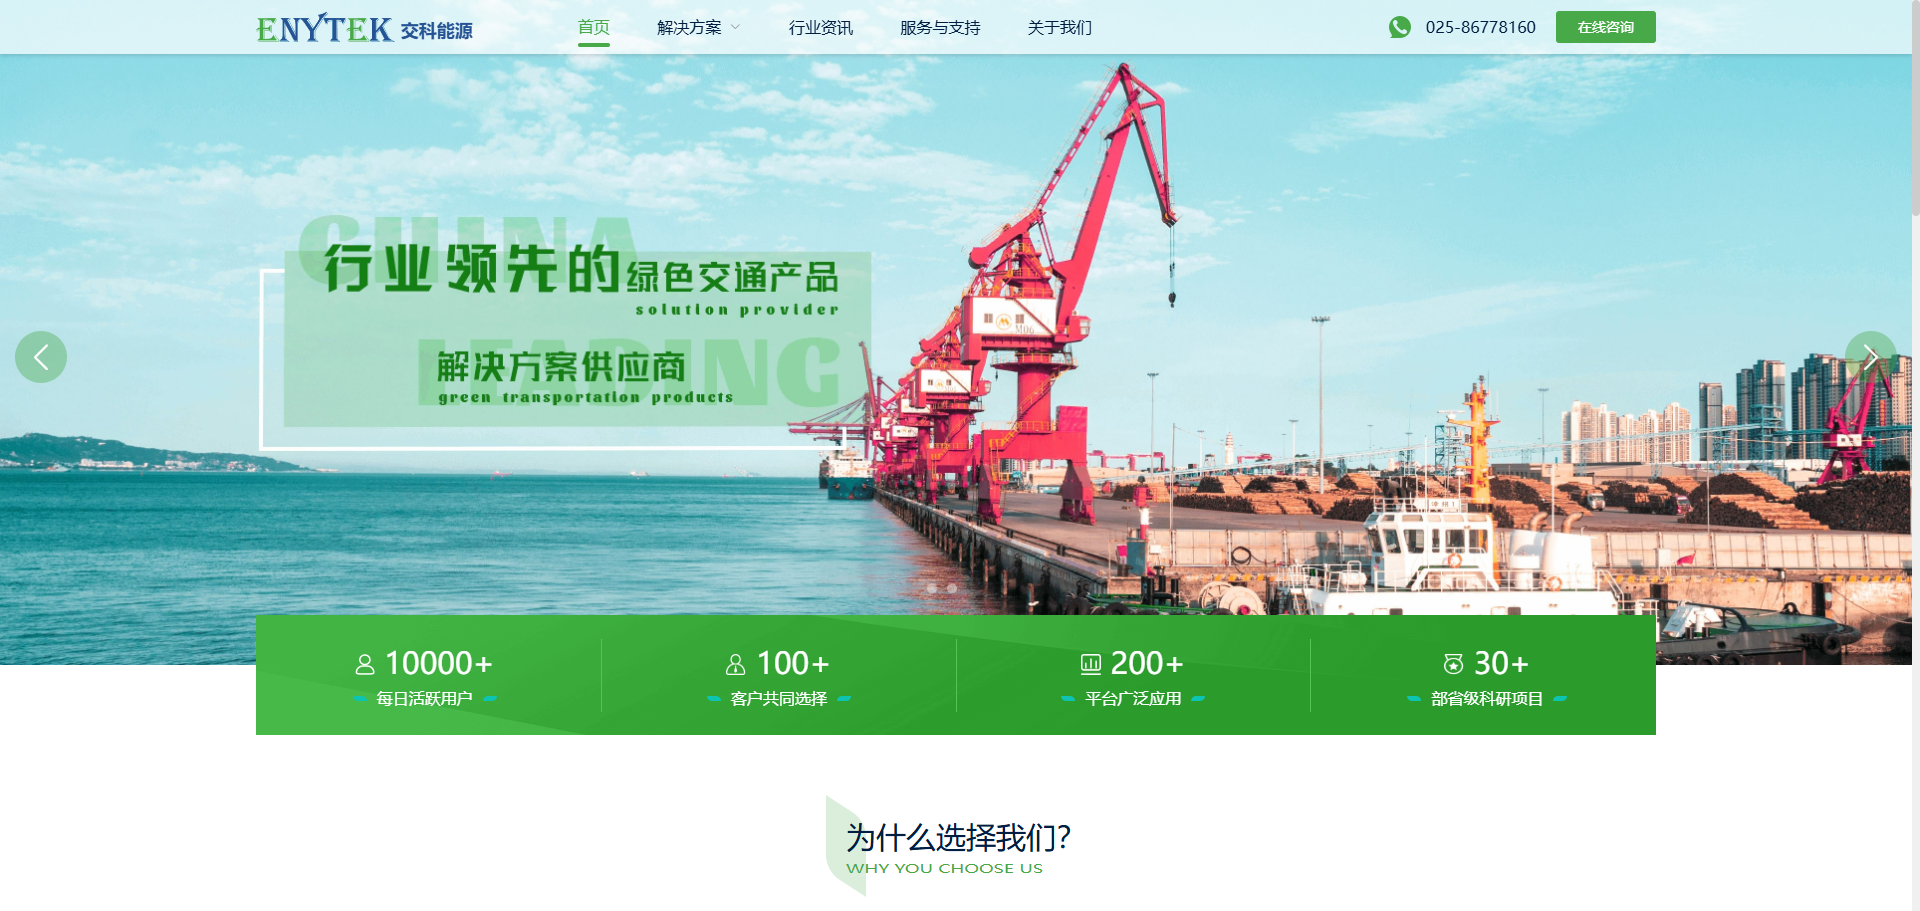 ENYTEK 交科能源
首页
解决方案
行业资讯
服务与支持
关于我们
025-86778160
在线咨询
CHINA
行业领先的绿色交通产品
solution provider
LEADING
解决方案供应商
green transportation products
M06
10000+
每日活跃用户
100+
客户共同选择
200+
平台广泛应用
30+
部省级科研项目
为什么选择我们?
WHY YOU CHOOSE US